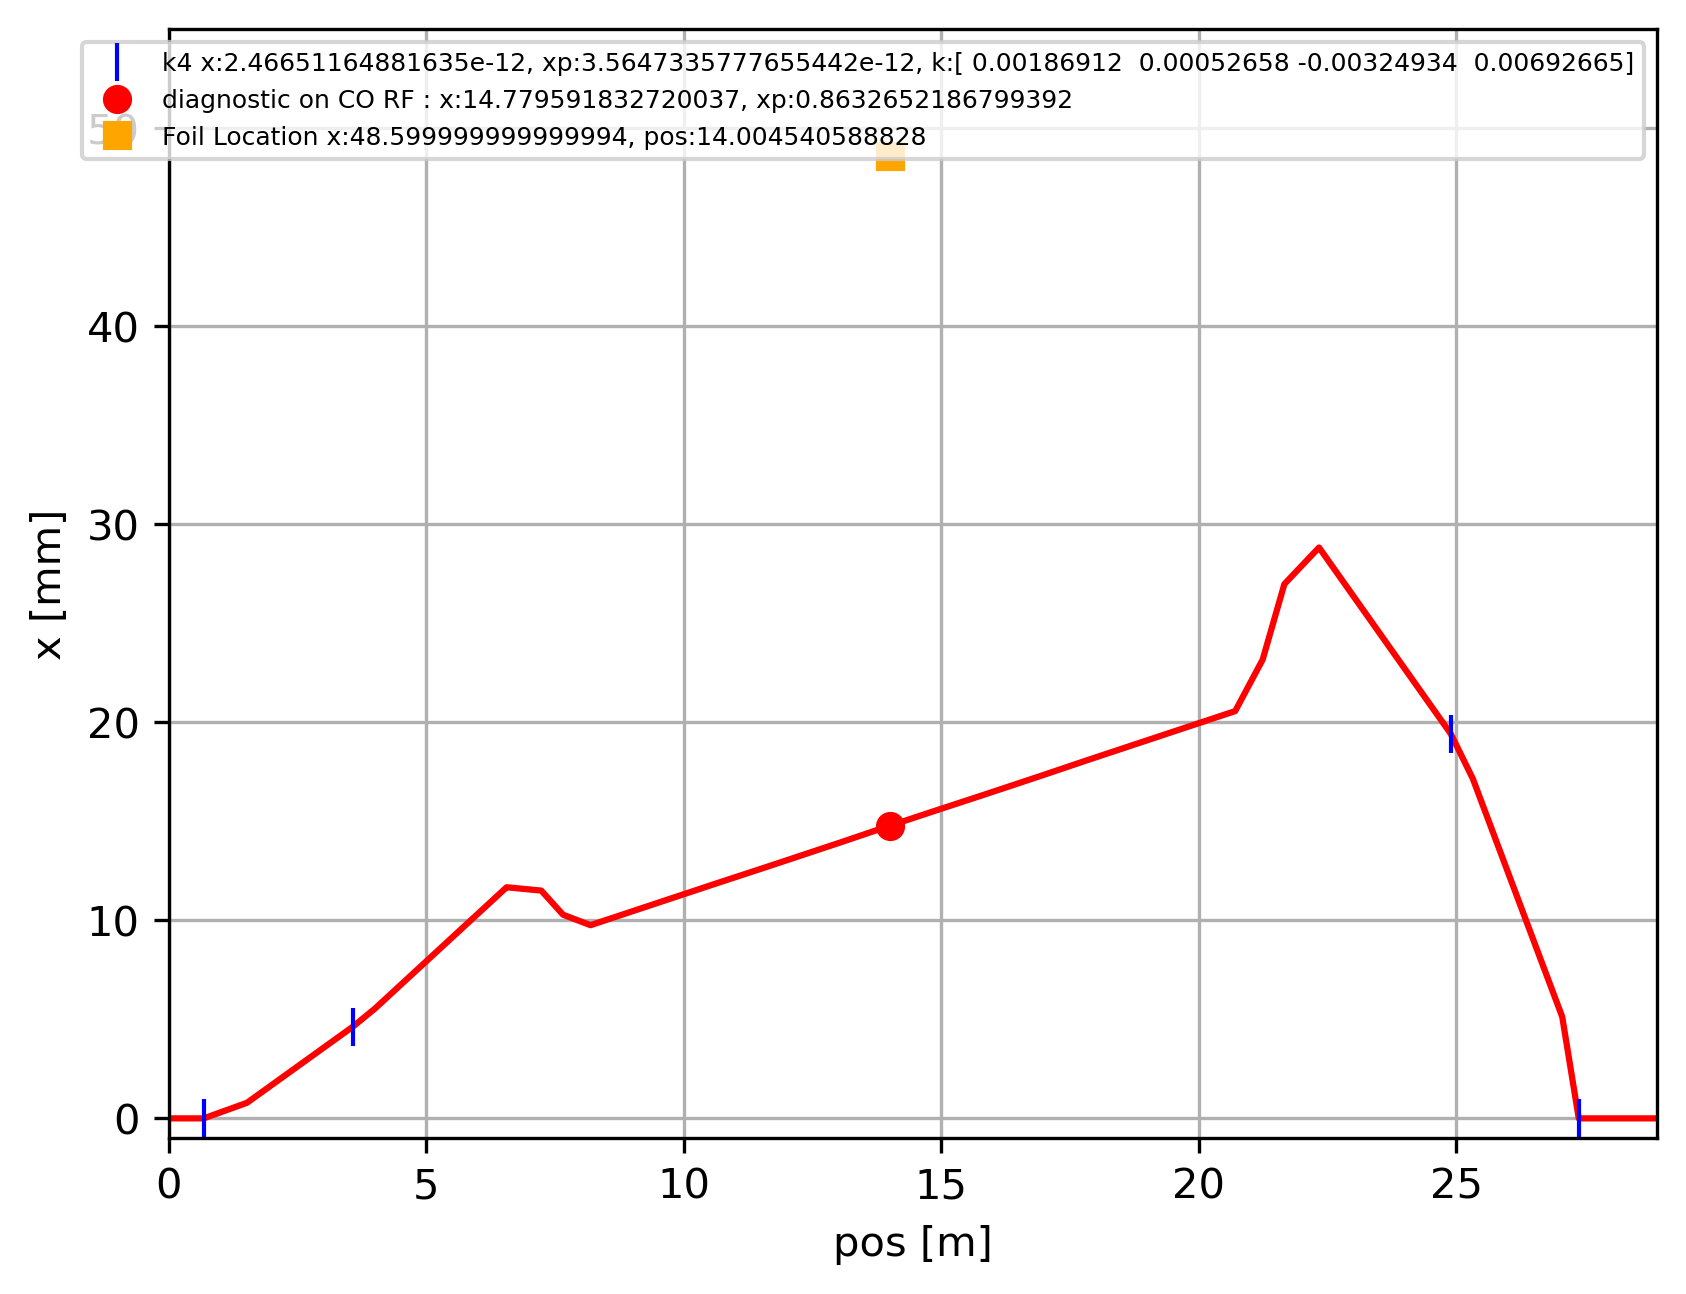 k4 x:2.46651164881635e-12, xp:3.5647335777655442e-12, k:[ 0.00186912  0.00052658 -0.00324934  0.00692665]
diagnostic on CO RF : x:14.779591832720037, xp:0.8632652186799392
Foil Location x:48.599999999999994, pos:14.004540588828
50
40
30
20
10
0
x [mm]
0 5 10 15 20 25
pos [m]